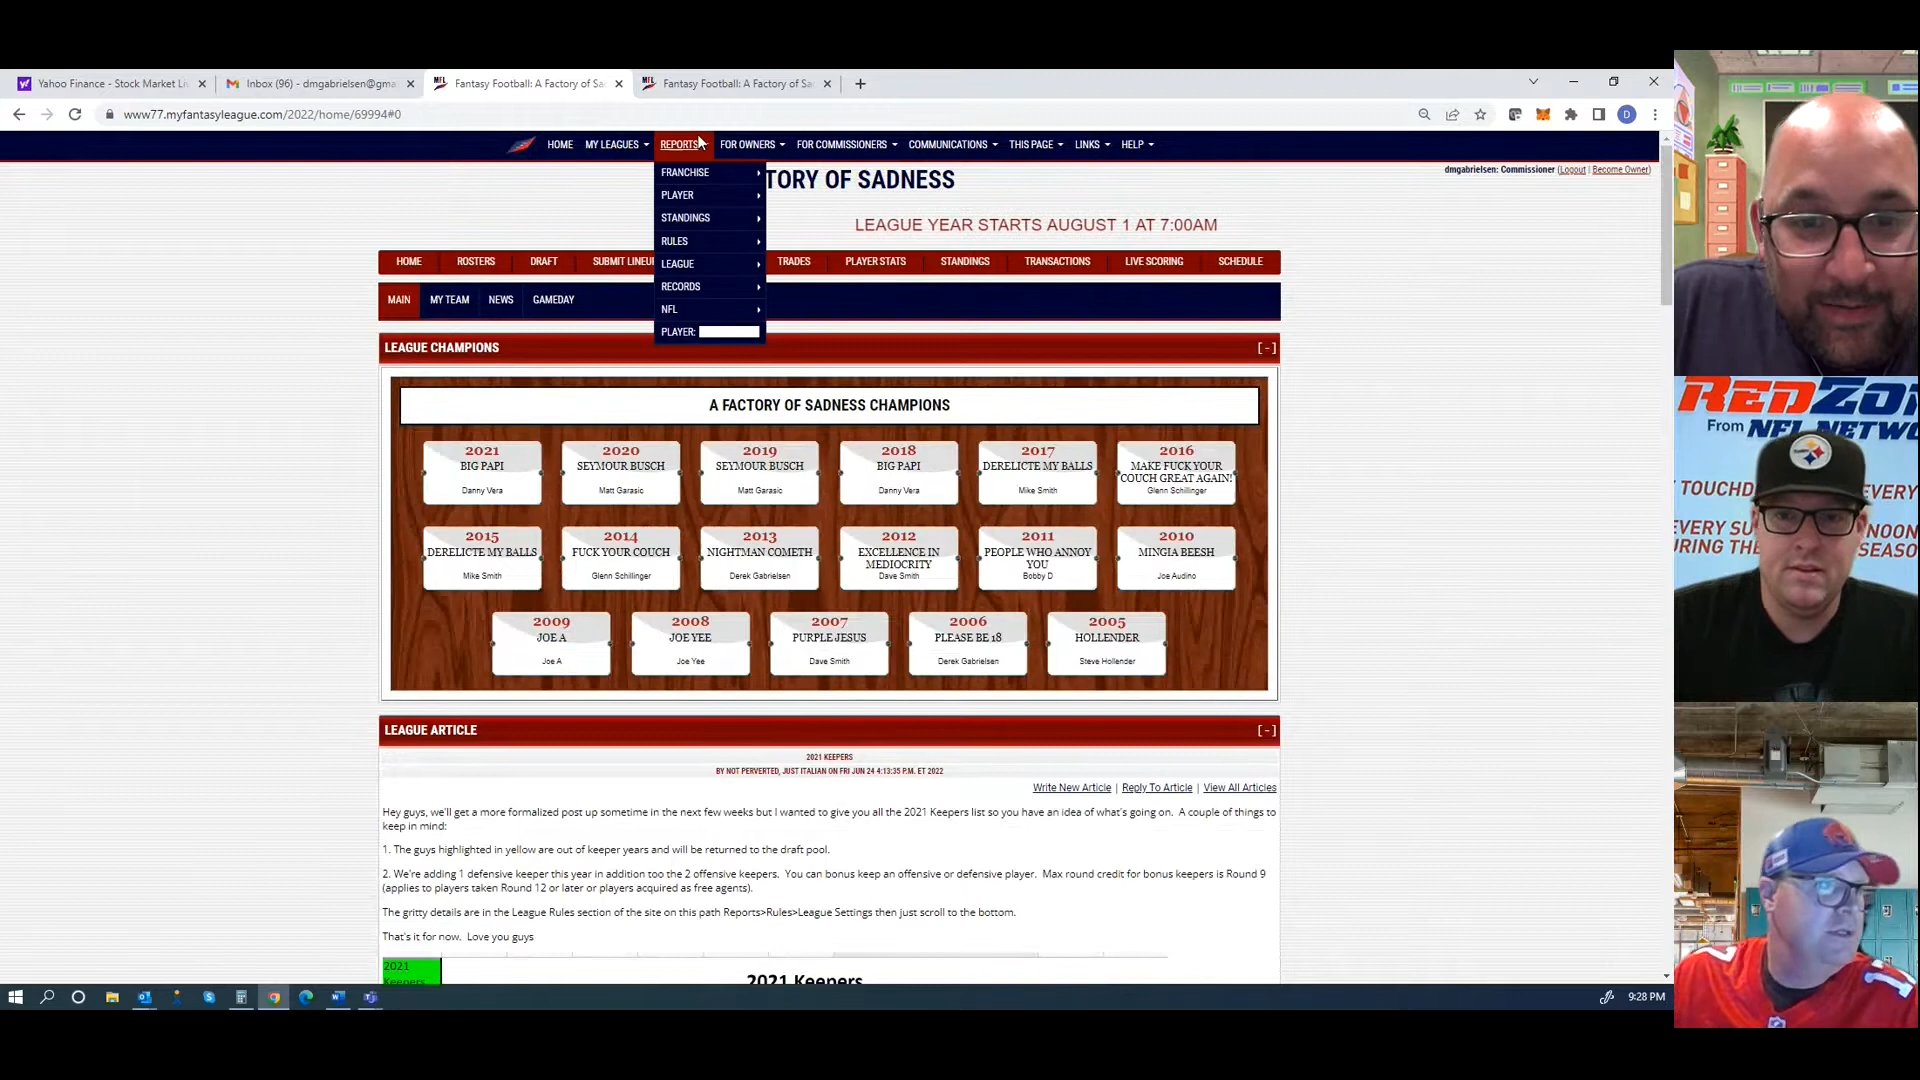 Yahoo Finance - Stock Market Li
Inbox (96) - dmgabrielsen@gma
MFL Fantasy Football: A Factory of Sa
MFL Fantasy Football: A Factory of Sa
www77.myfantasyleague.com/2022/home/69994#0
D
HOME MY LEAGUES REPORTS FOR OWNERS FOR COMMISSIONERS COMMUNICATIONS THIS PAGE LINKS HELP
FRANCHISE
PLAYER
STANDINGS
RULES
LEAGUE
RECORDS
NFL
PLAYER:
TORY OF SADNESS
dmgabrielsen: Commissioner (Logout | Become Owner)
LEAGUE YEAR STARTS AUGUST 1 AT 7:00AM
HOME ROSTERS DRAFT SUBMIT LINEU TRADES PLAYER STATS STANDINGS TRANSACTIONS LIVE SCORING SCHEDULE
MAIN MY TEAM NEWS GAMEDAY
LEAGUE CHAMPIONS [-]
A FACTORY OF SADNESS CHAMPIONS
2021
BIG PAPI
Danny Vera
2020
SEYMOUR BUSCH
Matt Garasic
2019
SEYMOUR BUSCH
Matt Garasic
2018
BIG PAPI
Danny Vera
2017
DERELICTE MY BALLS
Mike Smith
2016
MAKE FUCK YOUR
COUCH GREAT AGAIN!
Glenn Schillinger
2015
DERELICTE MY BALLS
Mike Smith
2014
FUCK YOUR COUCH
Glenn Schillinger
2013
NIGHTMAN COMETH
Derek Gabrielsen
2012
EXCELLENCE IN
MEDIOCRITY
Dave Smith
2011
PEOPLE WHO ANNOY
YOU
Bobby D
2010
MINGIA BEESH
Joe Audino
2009
JOE A
Joe A
2008
JOE YEE
Joe Yee
2007
PURPLE JESUS
Dave Smith
2006
PLEASE BE 18
Derek Gabrielsen
2005
HOLLENDER
Steve Hollender
LEAGUE ARTICLE [-]
2021 KEEPERS
BY NOT PERVERTED, JUST ITALIAN ON FRI JUN 24 4:13:35 P.M. ET 2022
Write New Article | Reply To Article | View All Articles
Hey guys, we'll get a more formalized post up sometime in the next few weeks but I wanted to give you all the 2021 Keepers list so you have an idea of what's going on. A couple of things to
keep in mind:
1. The guys highlighted in yellow are out of keeper years and will be returned to the draft pool.
2. We're adding 1 defensive keeper this year in addition too the 2 offensive keepers. You can bonus keep an offensive or defensive player. Max round credit for bonus keepers is Round 9
(applies to players taken Round 12 or later or players acquired as free agents).
The gritty details are in the League Rules section of the site on this path Reports>Rules>League Settings then just scroll to the bottom.
That's it for now. Love you guys
2021
Keepers
2021 Keepers
9:28 PM
REDZO
From NFL NETW
TOUCHD EVERY
EVERY SU NOON
URING THE SEASO